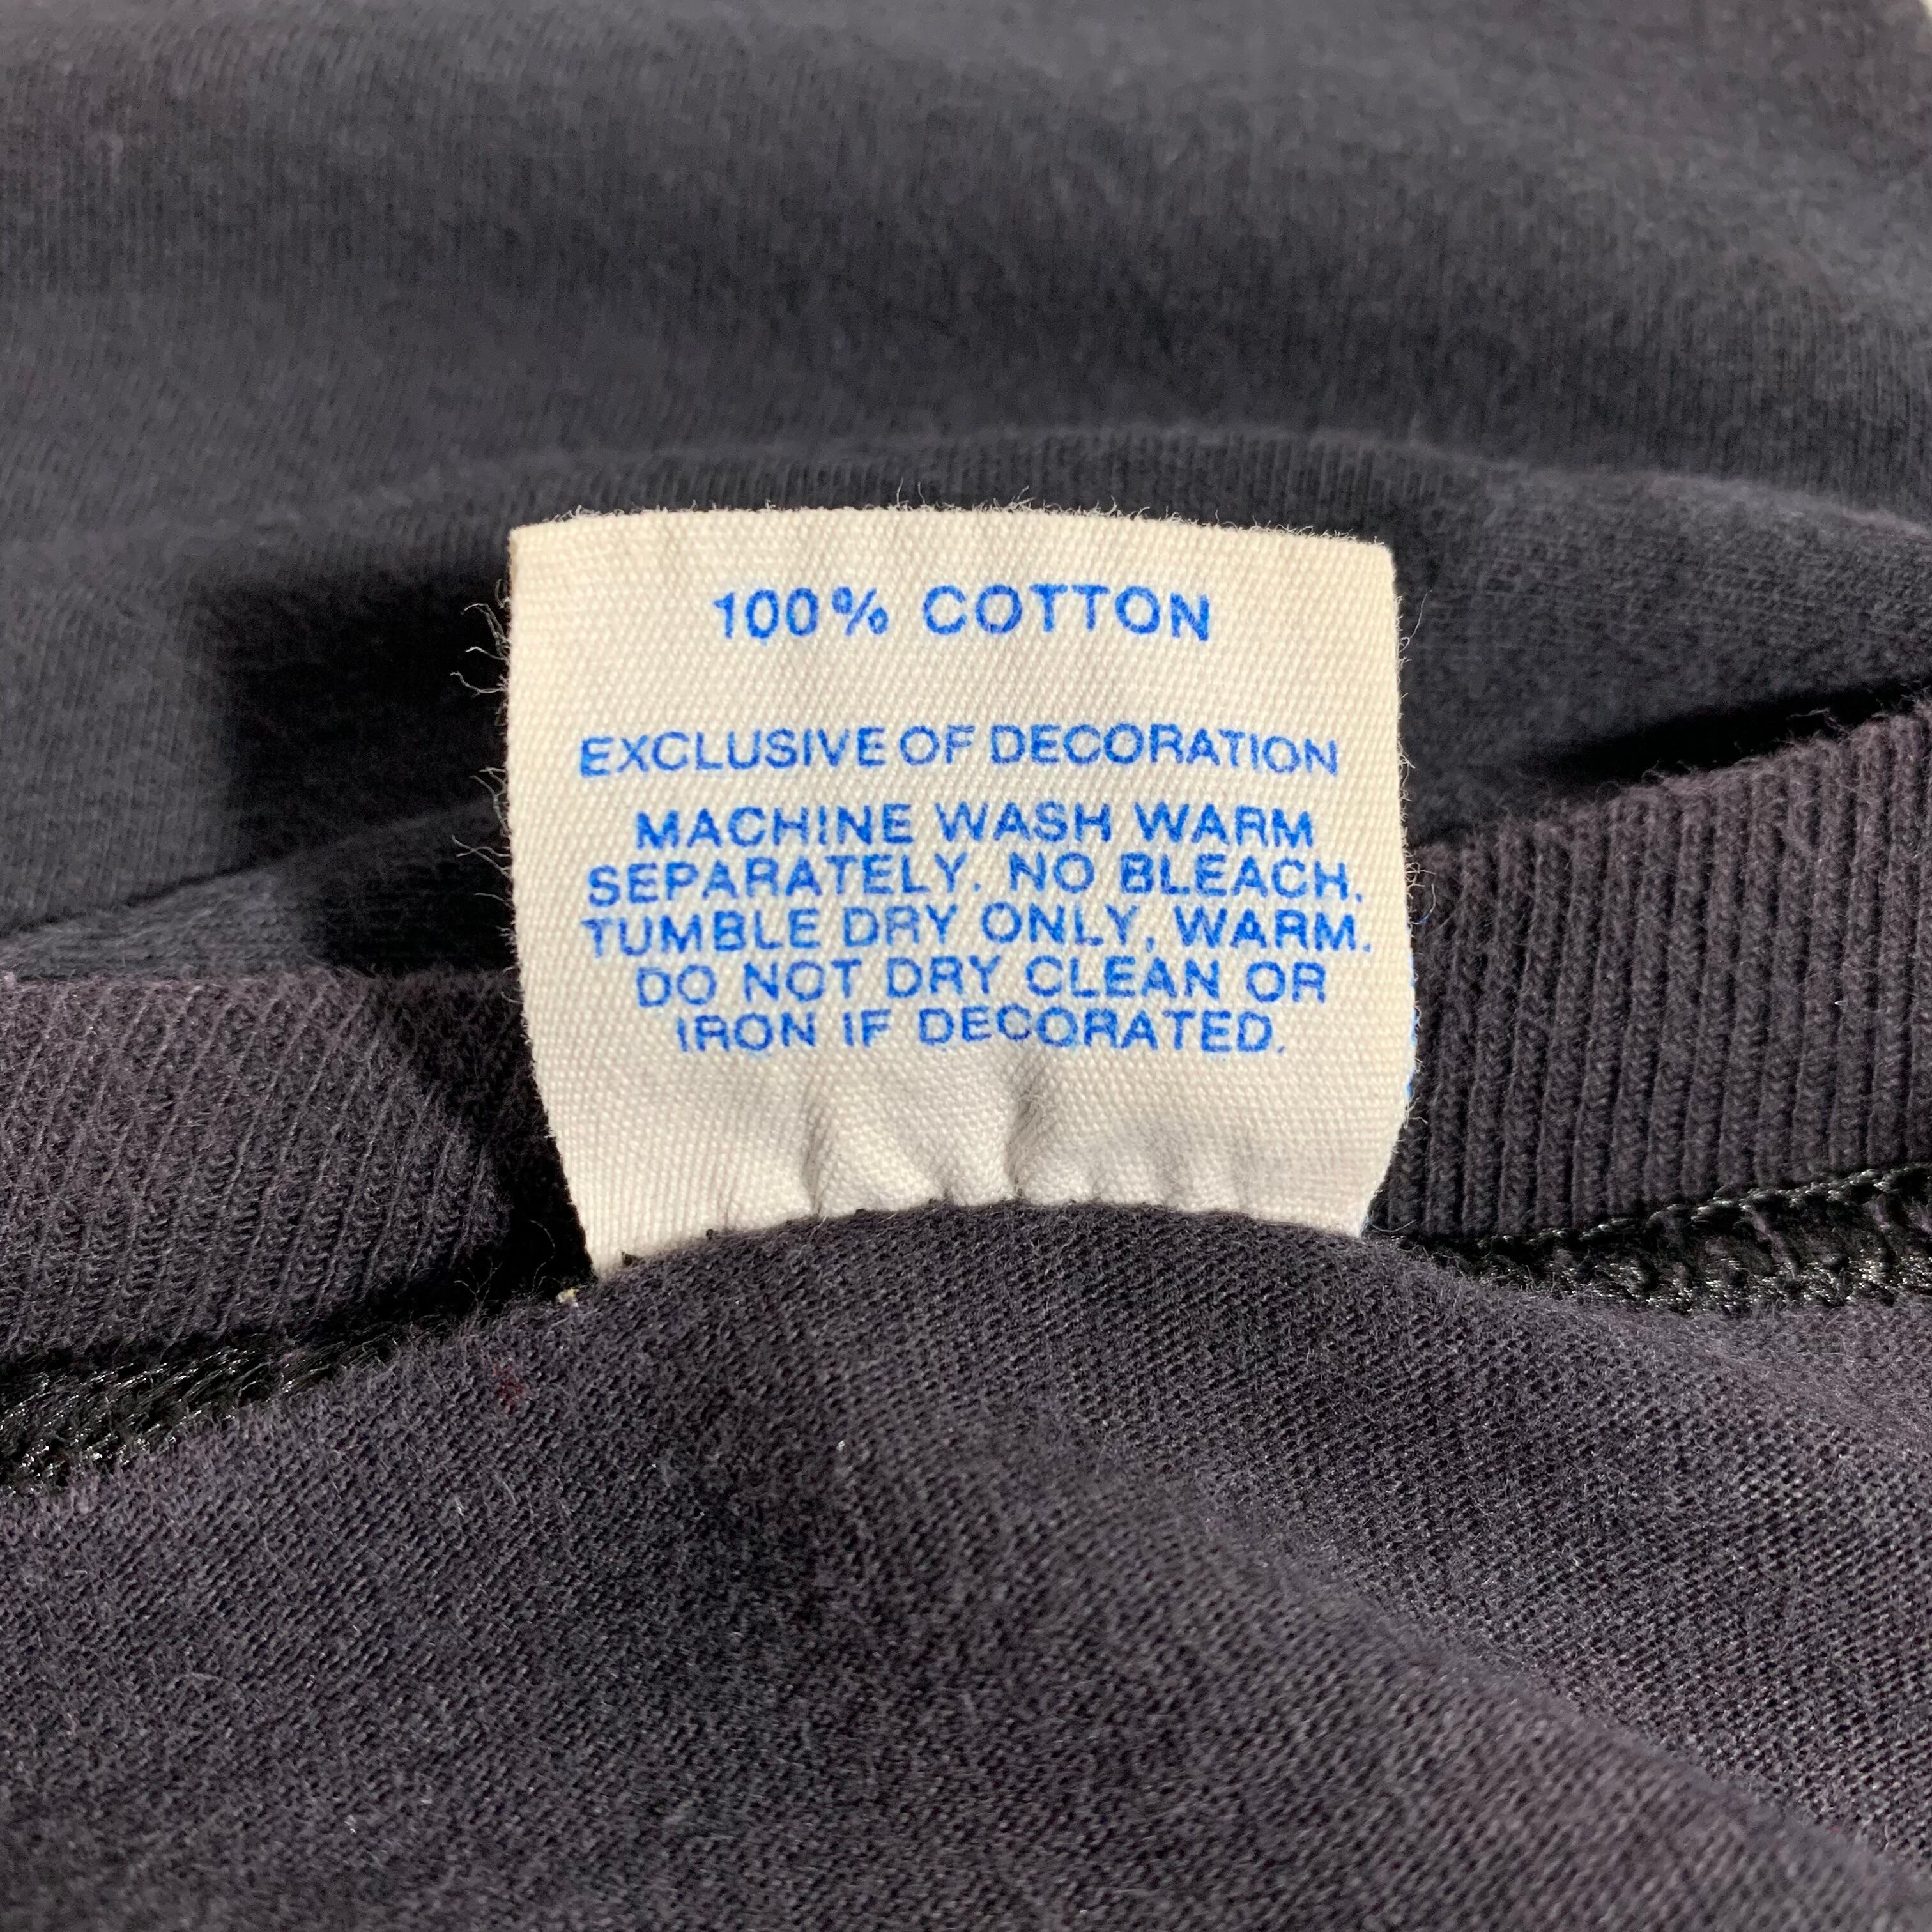 100% COTTON
EXCLUSIVE OF DECORATION
MACHINE WASH WARM
SEPARATELY. NO BLEACH.
TUMBLE DRY ONLY, WARM.
DO NOT DRY CLEAN OR
IRON IF DECORATED.